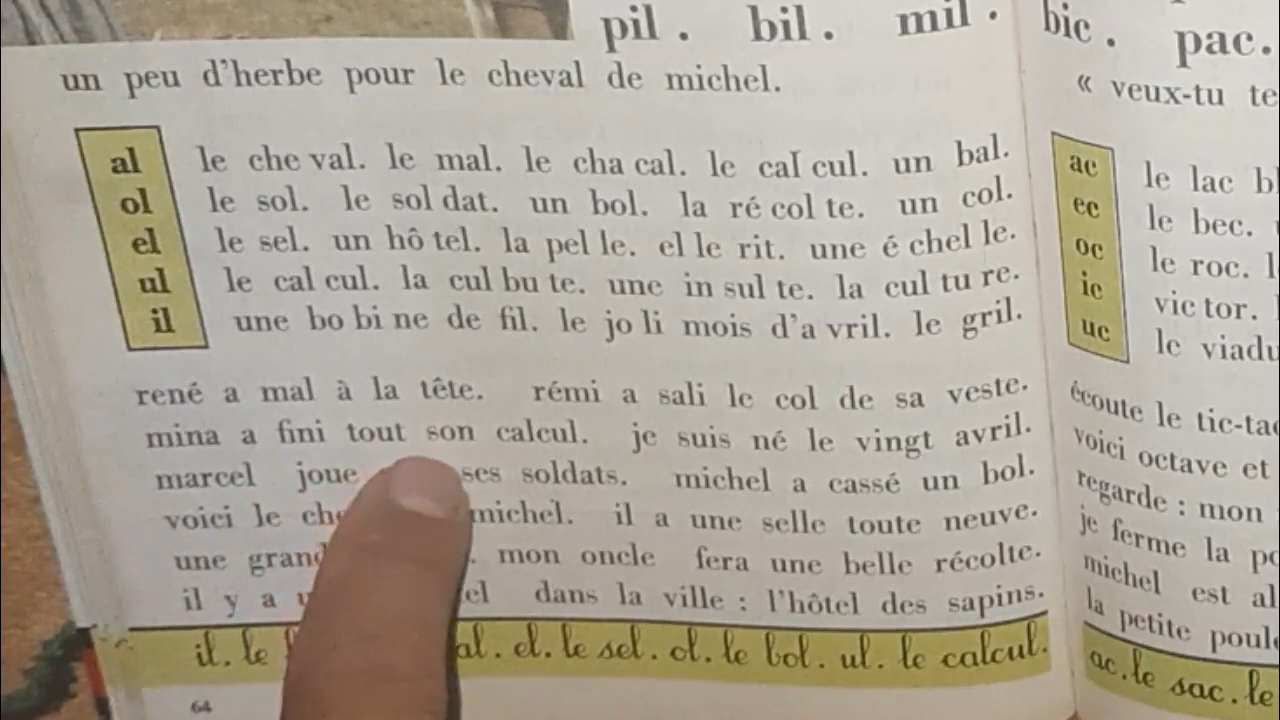 pil . bil . mil .
un peu d'herbe pour le cheval de michel.
al le che val. le mal. le cha cal. le cal cul. un bal.
ol le sol. le sol dat. un bol. la ré col te. un col.
el le sel. un hô tel. la pel le. el le rit. une é chel le.
ul le cal cul. la cul bu te. une in sul te. la cul tu re.
il une bo bi ne de fil. le jo li mois d'a vril. le gril.
rené a mal à la tête. rémi a sali le col de sa veste.
mina a fini tout son calcul. je suis né le vingt avril.
marcel joue ses soldats. michel a cassé un bol.
voici le michel. il a une selle toute neuve.
une mon oncle fera une belle récolte.
il y a dans la ville : l'hôtel des sapins.
il. le al. el. le sel. ol. le bol. ul. le calcul.
64
bic . pac.
« veux-tu
ac le lac
ec le bec.
oc le roc.
ic vic tor.
uc le
écoute le
voici octave et
regarde : mon
je ferme la
michel est
la petite
ac. le sac. le